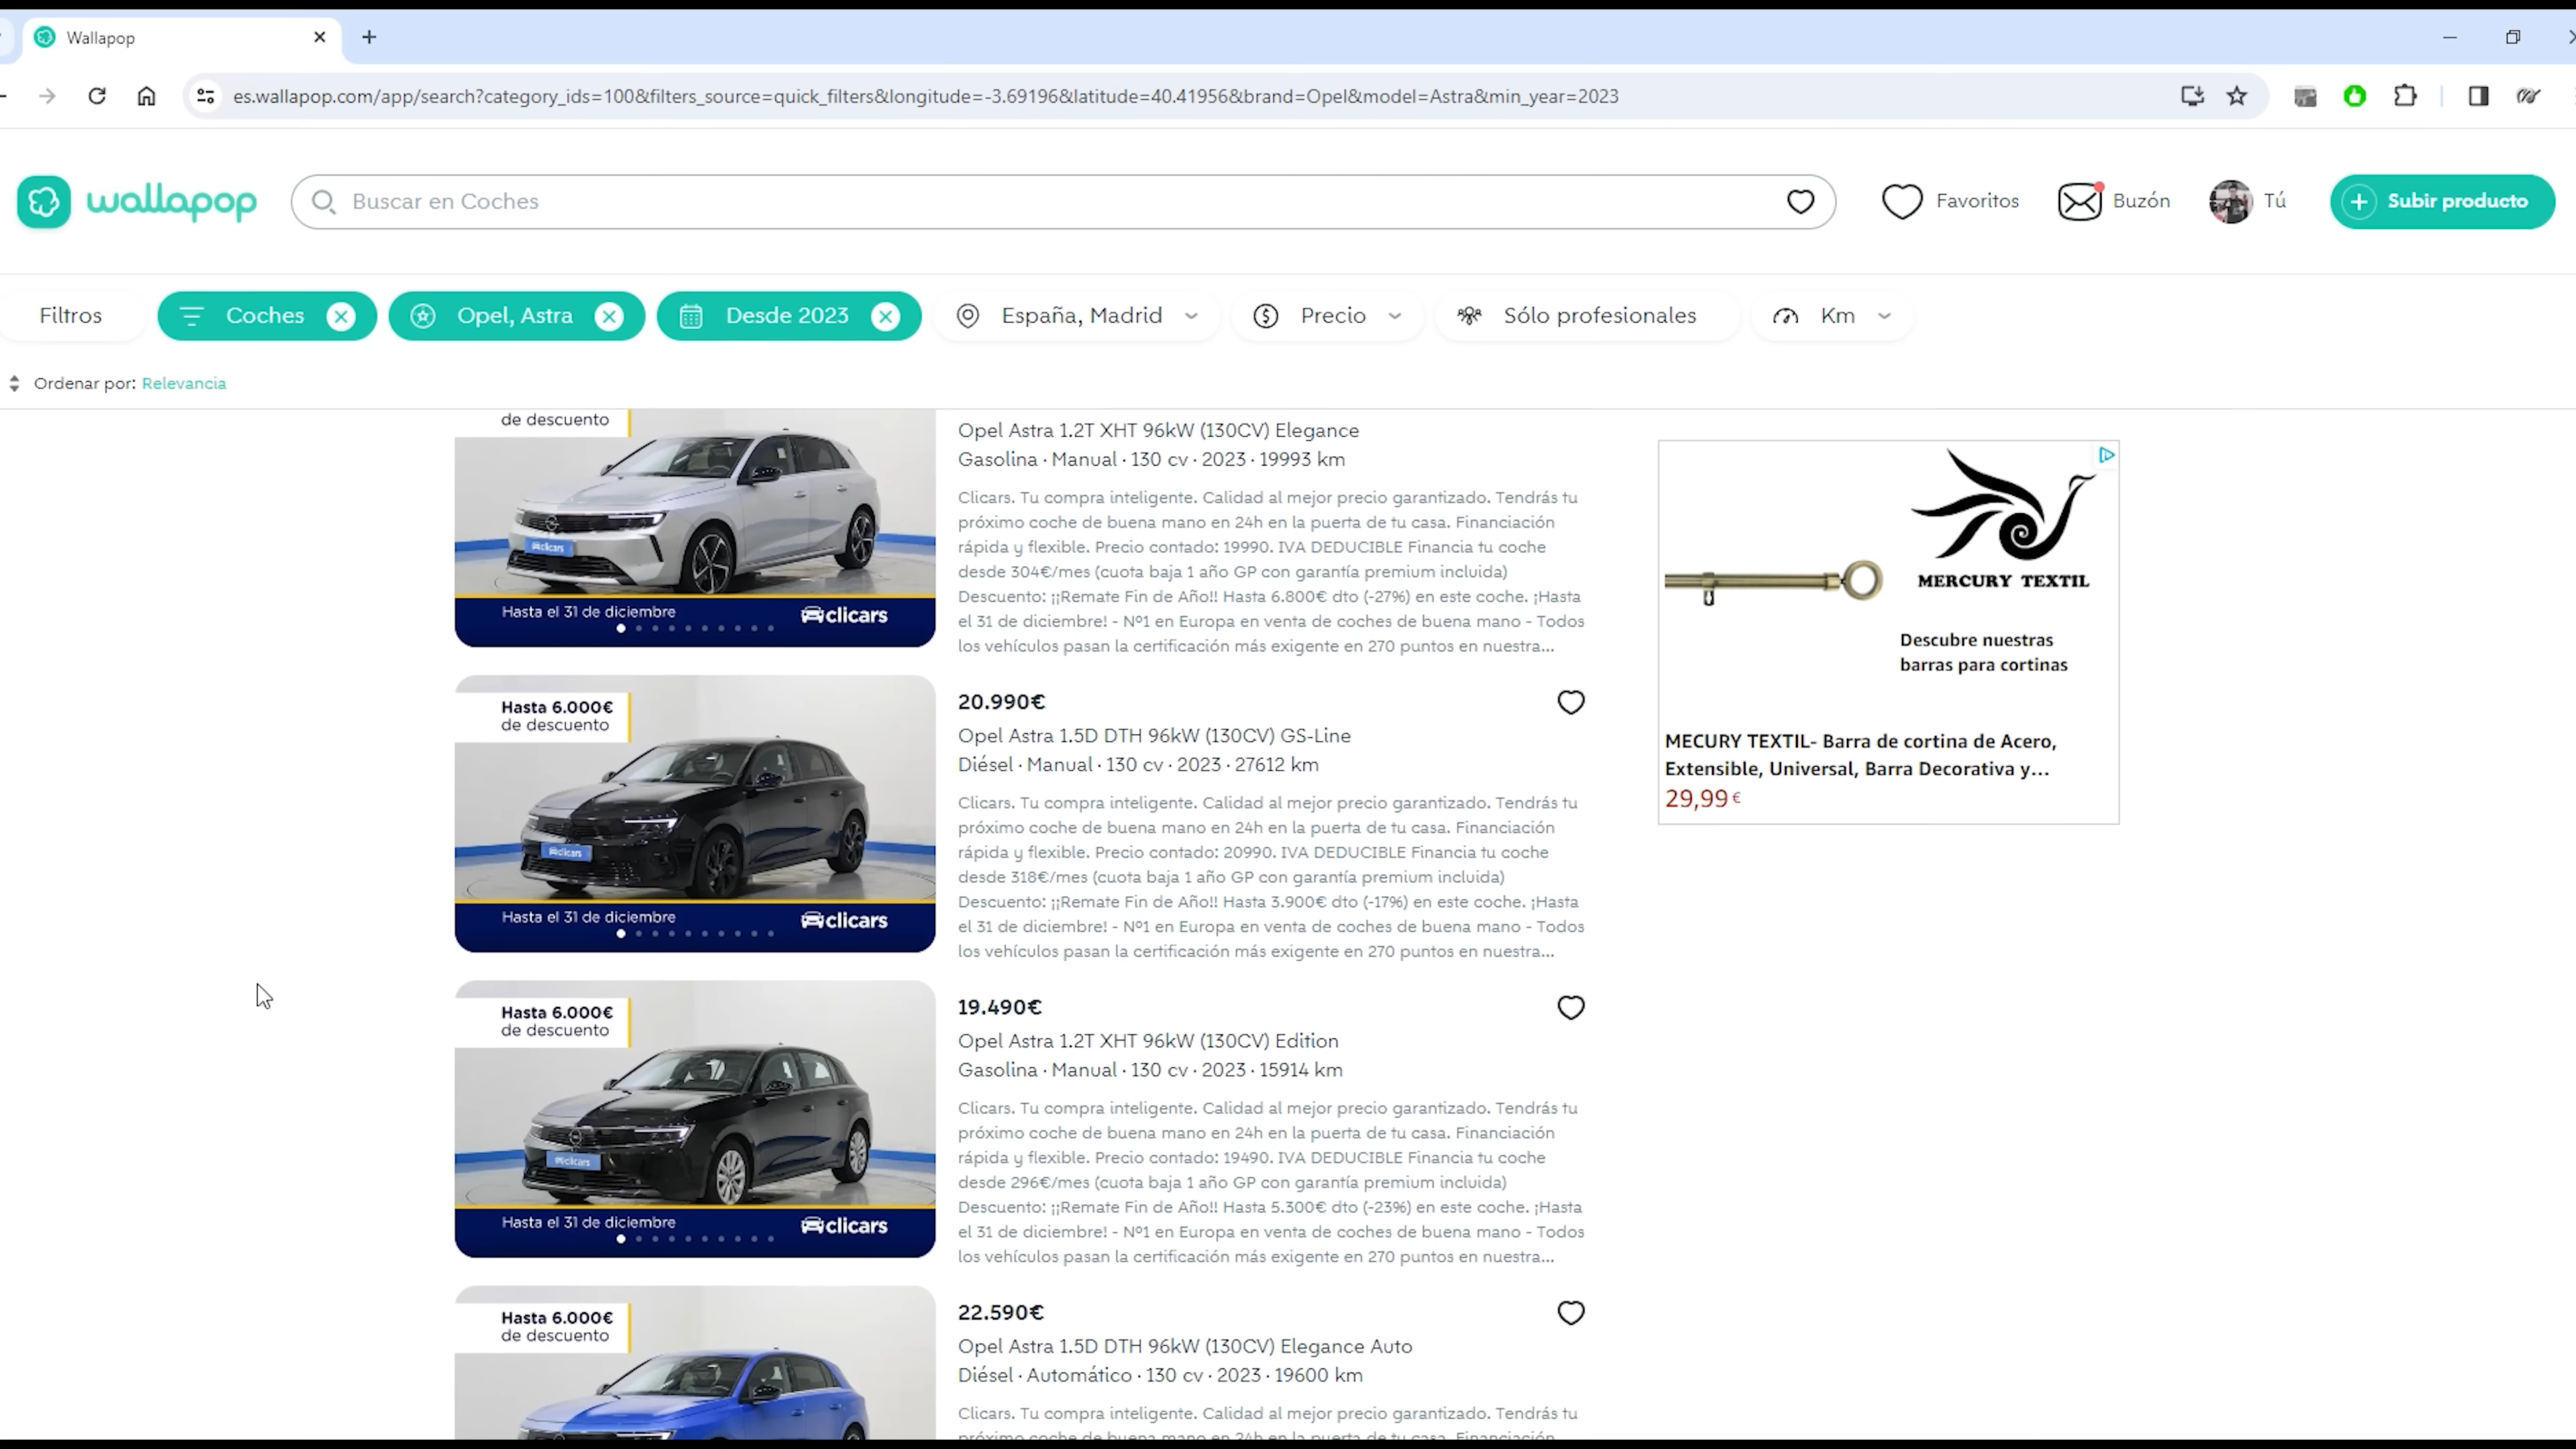 Wallapop
es.wallapop.com/app/search?category_ids=100&filters_source=quick_filters&longitude=-3.69196&latitude=40.41956&brand=Opel&model=Astra&min_year=2023
wallapop
Buscar en Coches
Favoritos
Buzón
Tú
Subir producto
Filtros
Coches
Opel, Astra
Desde 2023
España, Madrid
Precio
Sólo profesionales
Km
Ordenar por: Relevancia
de descuento
clicars
Hasta el 31 de diciembre
clicars
Opel Astra 1.2T XHT 96kW (130CV) Elegance
Gasolina · Manual · 130 cv · 2023 · 19993 km
Clicars. Tu compra inteligente. Calidad al mejor precio garantizado. Tendrás tu
próximo coche de buena mano en 24h en la puerta de tu casa. Financiación
rápida y flexible. Precio contado: 19990. IVA DEDUCIBLE Financia tu coche
desde 304€/mes (cuota baja 1 año GP con garantía premium incluida)
Descuento: ¡¡Remate Fin de Año!! Hasta 6.800€ dto (-27%) en este coche. ¡Hasta
el 31 de diciembre! - Nº1 en Europa en venta de coches de buena mano - Todos
los vehículos pasan la certificación más exigente en 270 puntos en nuestra...
Hasta 6.000€
de descuento
clicars
Hasta el 31 de diciembre
clicars
20.990€
Opel Astra 1.5D DTH 96kW (130CV) GS-Line
Diésel · Manual · 130 cv · 2023 · 27612 km
Clicars. Tu compra inteligente. Calidad al mejor precio garantizado. Tendrás tu
próximo coche de buena mano en 24h en la puerta de tu casa. Financiación
rápida y flexible. Precio contado: 20990. IVA DEDUCIBLE Financia tu coche
desde 318€/mes (cuota baja 1 año GP con garantía premium incluida)
Descuento: ¡¡Remate Fin de Año!! Hasta 3.900€ dto (-17%) en este coche. ¡Hasta
el 31 de diciembre! - Nº1 en Europa en venta de coches de buena mano - Todos
los vehículos pasan la certificación más exigente en 270 puntos en nuestra...
Hasta 6.000€
de descuento
clicars
Hasta el 31 de diciembre
clicars
19.490€
Opel Astra 1.2T XHT 96kW (130CV) Edition
Gasolina · Manual · 130 cv · 2023 · 15914 km
Clicars. Tu compra inteligente. Calidad al mejor precio garantizado. Tendrás tu
próximo coche de buena mano en 24h en la puerta de tu casa. Financiación
rápida y flexible. Precio contado: 19490. IVA DEDUCIBLE Financia tu coche
desde 296€/mes (cuota baja 1 año GP con garantía premium incluida)
Descuento: ¡¡Remate Fin de Año!! Hasta 5.300€ dto (-23%) en este coche. ¡Hasta
el 31 de diciembre! - Nº1 en Europa en venta de coches de buena mano - Todos
los vehículos pasan la certificación más exigente en 270 puntos en nuestra...
Hasta 6.000€
de descuento
22.590€
Opel Astra 1.5D DTH 96kW (130CV) Elegance Auto
Diésel · Automático · 130 cv · 2023 · 19600 km
Clicars. Tu compra inteligente. Calidad al mejor precio garantizado. Tendrás tu
próximo coche de buena mano en 24h en la puerta de tu casa. Financiación
MERCURY TEXTIL
Descubre nuestras
barras para cortinas
MECURY TEXTIL- Barra de cortina de Acero,
Extensible, Universal, Barra Decorativa y...
29,99 €